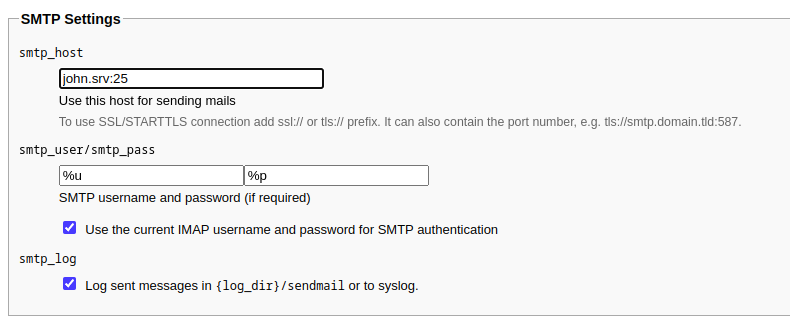 SMTP Settings
smtp_host
john.srv:25
Use this host for sending mails
To use SSL/STARTTLS connection add ssl:// or tls:// prefix. It can also contain the port number, e.g. tls://smtp.domain.tld:587.
smtp_user/smtp_pass
%u %p
SMTP username and password (if required)
Use the current IMAP username and password for SMTP authentication
smtp_log
Log sent messages in {log_dir}/sendmail or to syslog.